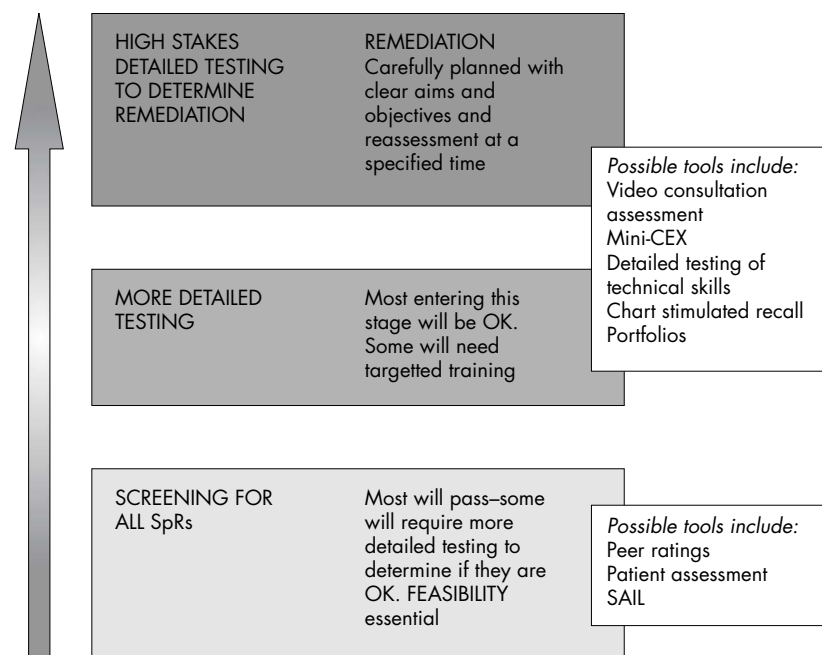 HIGH STAKES
DETAILED TESTING
TO DETERMINE
REMEDIATION
REMEDIATION
Carefully planned with
clear aims and
objectives and
reassessment at a
specified time
Possible tools include:
Video consultation
assessment
Mini-CEX
Detailed testing of
technical skills
Chart stimulated recall
Portfolios
MORE DETAILED
TESTING
Most entering this
stage will be OK.
Some will need
targetted training
SCREENING FOR
ALL SpRs
Most will pass–some
will require more
detailed testing to
determine if they are
OK. FEASIBILITY
essential
Possible tools include:
Peer ratings
Patient assessment
SAIL